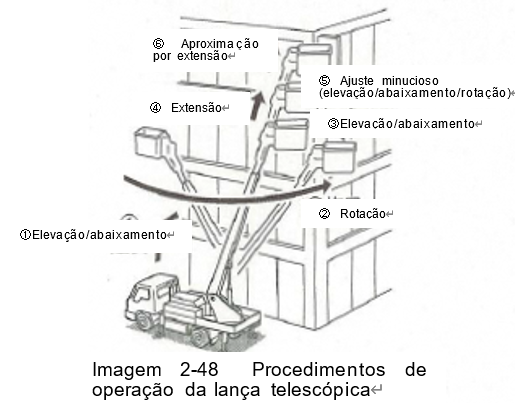 ⑥ Aproximação
por extensão↵
⑤ Ajuste minucioso
(elevação/abaixamento/rotação)↵
④ Extensão↵
③Elevação/abaixamento↵
② Rotação↵
①Elevação/abaixamento↵
Imagem 2-48 Procedimentos de
operação da lança telescópica↵